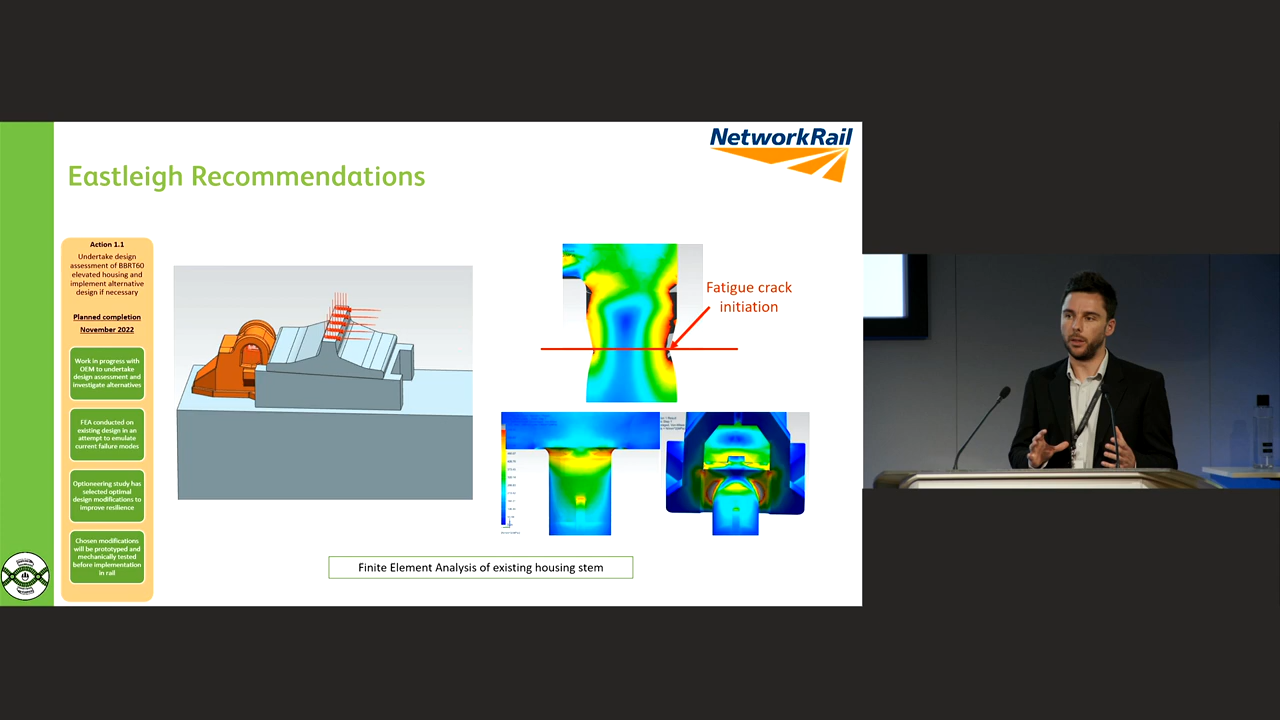 NetworkRail
Eastleigh Recommendations
Action 1.1
Undertake design
assessment of BBRT60
elevated housing and
implement alternative
design if necessary
Planned completion
November 2022
Work in progress with
OEM to undertake
design assessment and
investigate alternatives
FEA conducted on
existing design in an
attempt to emulate
current failure modes
Optioneering study has
selected optimal
design modifications to
improve resilience
Chosen modifications
will be prototyped and
mechanically tested
before implementation
in rail
Fatigue crack
initiation
Finite Element Analysis of existing housing stem